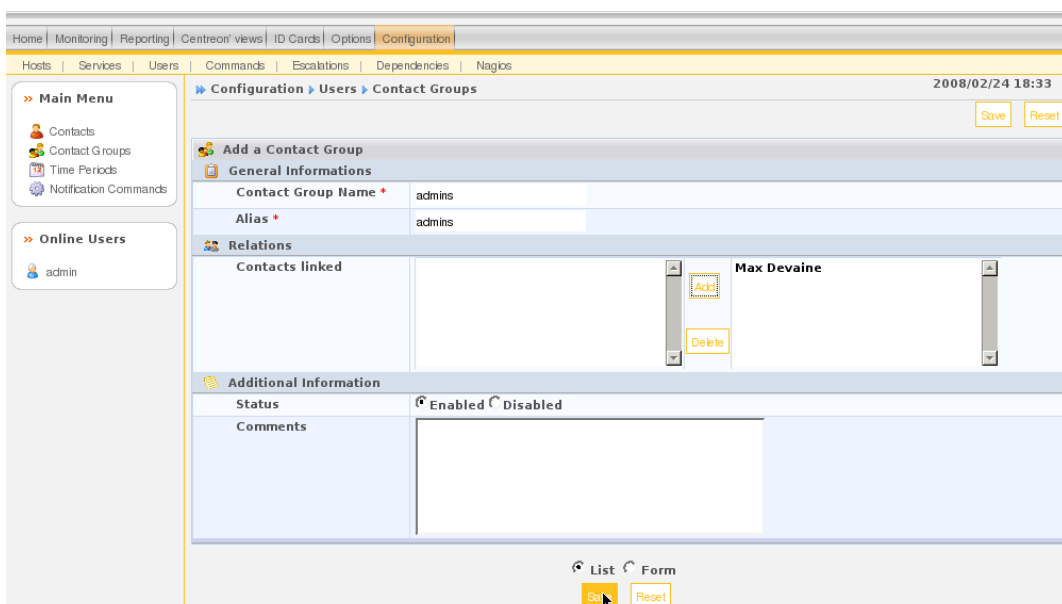 Home Monitoring Reporting Centreon' views ID Cards Options Configuration
Hosts | Services | Users | Commands | Escalations | Dependencies | Nagios
Main Menu
Contacts
Contact Groups
Time Periods
Notification Commands
Online Users
admin
Configuration Users Contact Groups
2008/02/24 18:33
Save Reset
Add a Contact Group
General Informations
Contact Group Name * admins
Alias * admins
Relations
Contacts linked Add Max Devaine
Delete
Additional Information
Status Enabled Disabled
Comments
List Form
Save Reset